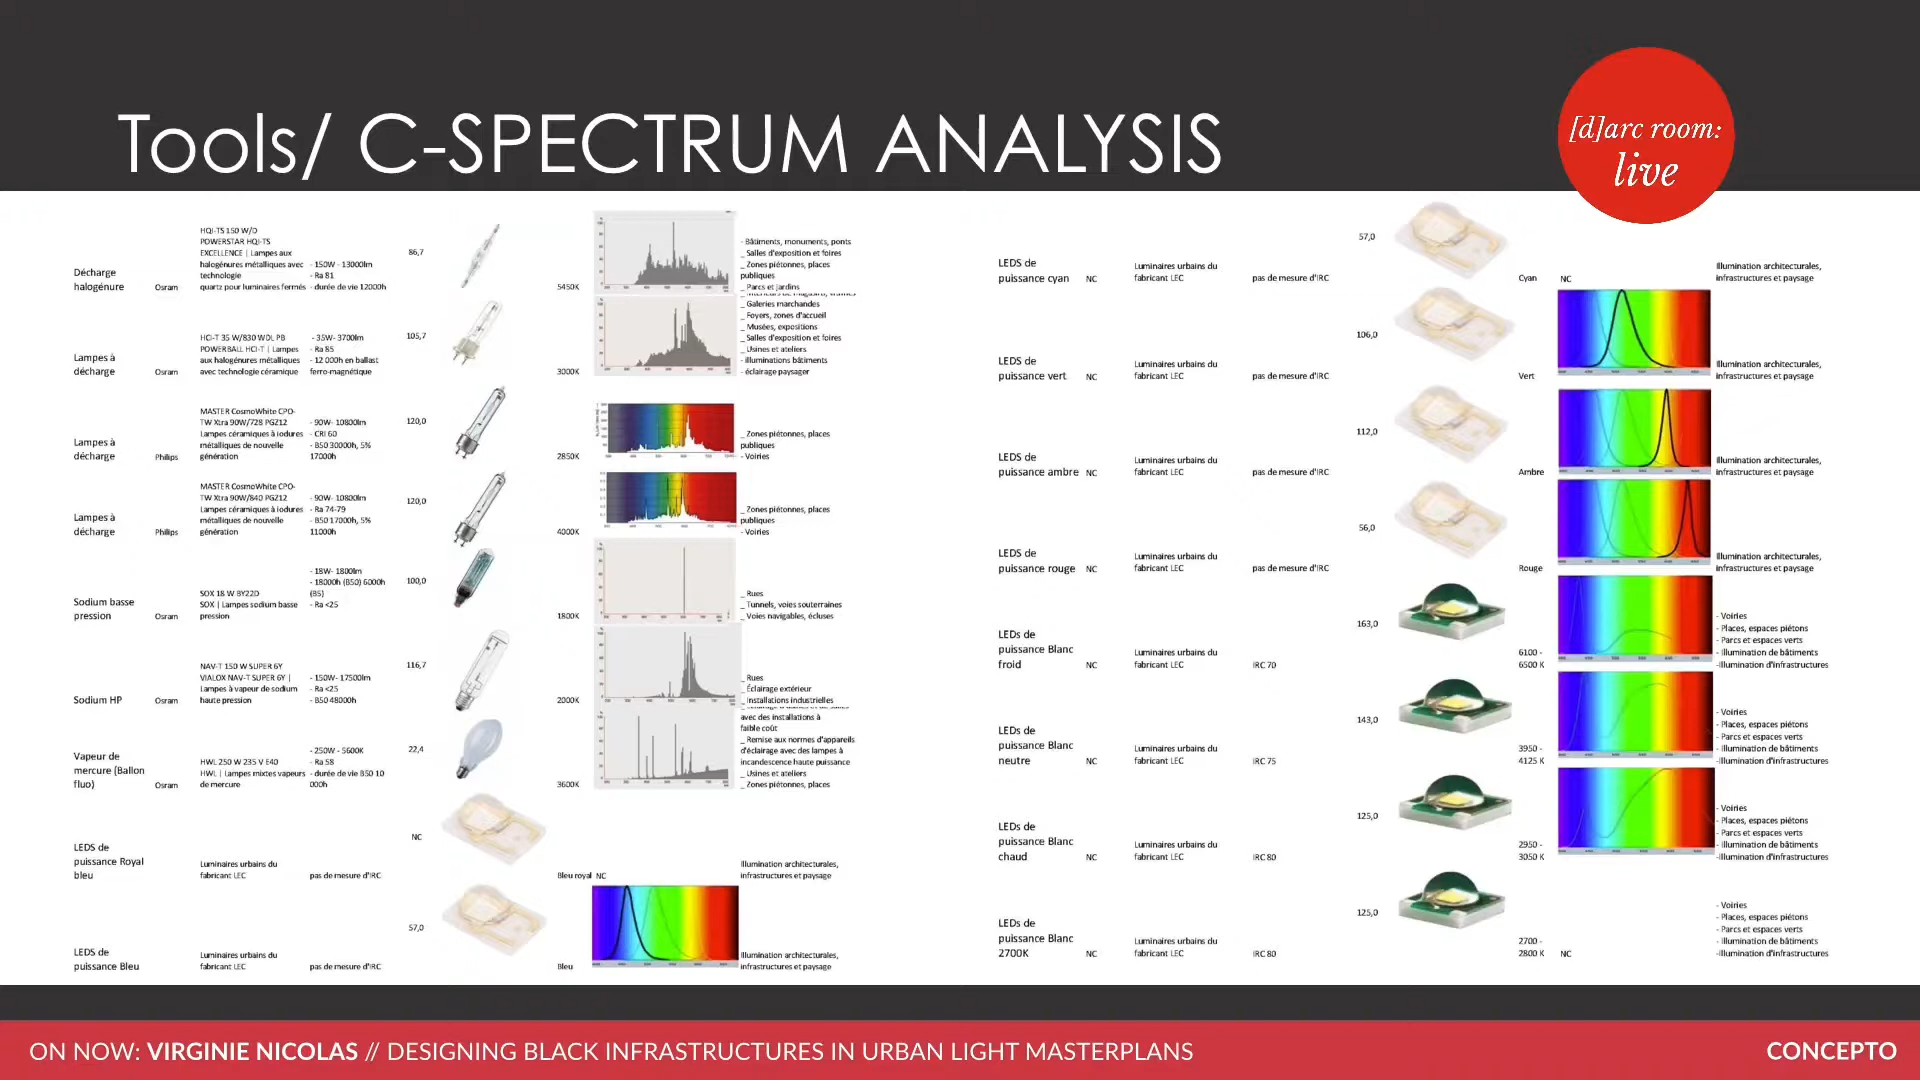 Tools/ C-SPECTRUM ANALYSIS
[d]arc room:
live
HQI-TS 150 W/D
POWERSTAR HQI-TS
EXCELLENCE | Lampes aux
halogénures métalliques avec
technologie
quartz pour luminaires fermés
Décharge
halogénure
Osram
- 150W - 13000lm
- Ra 81
- durée de vie 12000h
86,7
5450K
- Bâtiments, monuments, ponts
_ Salles d'exposition et foires
_ Zones piétonnes, places
publiques
_ Parcs et jardins
Lampes à
décharge
Osram
HCI-T 35 W/830 WDL PB
POWERBALL HCI-T | Lampes
aux halogénures métalliques
avec technologie céramique
- 35W- 3700lm
- Ra 85
- 12 000h en ballast
ferro-magnétique
105,7
3000K
_ Galeries marchandes
_ Foyers, zones d'accueil
_ Musées, expositions
_ Salles d'exposition et foires
_ Usines et ateliers
- illuminations bâtiments
- éclairage paysager
Lampes à
décharge
Philips
MASTER CosmoWhite CPO-
TW Xtra 90W/728 PGZ12
Lampes céramiques à iodures
métalliques de nouvelle
génération
- 90W- 10800lm
- CRI 60
- B50 30000h, 5%
17000h
120,0
2850K
_ Zones piétonnes, places
publiques
- Voiries
Lampes à
décharge
Philips
MASTER CosmoWhite CPO-
TW Xtra 90W/840 PGZ12
Lampes céramiques à iodures
métalliques de nouvelle
génération
- 90W- 10800lm
- Ra 74-79
- B50 17000h, 5%
11000h
120,0
4000K
_ Zones piétonnes, places
publiques
- Voiries
Sodium basse
pression
Osram
SOX 18 W BY22D
SOX | Lampes sodium basse
pression
- 18W- 1800lm
- 18000h (B50) 6000h
(B5)
- Ra <25
100,0
1800K
_ Rues
_ Tunnels, voies souterraines
_ Voies navigables, écluses
Sodium HP
Osram
NAV-T 150 W SUPER 6Y
VIALOX NAV-T SUPER 6Y |
Lampes à vapeur de sodium
haute pression
- 150W- 17500lm
- Ra <25
- B50 48000h
116,7
2000K
_ Rues
_ Éclairage extérieur
_ Installations industrielles
Vapeur de
mercure (Ballon
fluo)
Osram
HWL 250 W 235 V E40
HWL | Lampes mixtes vapeurs
de mercure
- 250W - 5600K
- Ra 58
- durée de vie B50 10
000h
22,4
3600K
avec des installations à
faible coût
_ Remise aux normes d'appareils
d'éclairage avec des lampes à
incandescence haute puissance
_ Usines et ateliers
_ Zones piétonnes, places
LEDS de
puissance Royal
bleu
Luminaires urbains du
fabricant LEC
pas de mesure d'IRC
NC
Bleu royal
NC
Illumination architecturales,
infrastructures et paysage
LEDS de
puissance Bleu
Luminaires urbains du
fabricant LEC
pas de mesure d'IRC
57,0
Bleu
Illumination architecturales,
infrastructures et paysage
LEDS de
puissance cyan
NC
Luminaires urbains du
fabricant LEC
pas de mesure d'IRC
57,0
Cyan
NC
Illumination architecturales,
infrastructures et paysage
LEDS de
puissance vert
NC
Luminaires urbains du
fabricant LEC
pas de mesure d'IRC
106,0
Vert
Illumination architecturales,
infrastructures et paysage
LEDS de
puissance ambre
NC
Luminaires urbains du
fabricant LEC
pas de mesure d'IRC
112,0
Ambre
Illumination architecturales,
infrastructures et paysage
LEDS de
puissance rouge
NC
Luminaires urbains du
fabricant LEC
pas de mesure d'IRC
56,0
Rouge
Illumination architecturales,
infrastructures et paysage
LEDs de
puissance Blanc
froid
NC
Luminaires urbains du
fabricant LEC
IRC 70
163,0
6100 -
6500 K
- Voiries
- Places, espaces piétons
- Parcs et espaces verts
- Illumination de bâtiments
-Illumination d'infrastructures
LEDs de
puissance Blanc
neutre
NC
Luminaires urbains du
fabricant LEC
IRC 75
143,0
3950 -
4125 K
- Voiries
- Places, espaces piétons
- Parcs et espaces verts
- Illumination de bâtiments
-Illumination d'infrastructures
LEDs de
puissance Blanc
chaud
NC
Luminaires urbains du
fabricant LEC
IRC 80
125,0
2950 -
3050 K
- Voiries
- Places, espaces piétons
- Parcs et espaces verts
- Illumination de bâtiments
-Illumination d'infrastructures
LEDs de
puissance Blanc
2700K
NC
Luminaires urbains du
fabricant LEC
IRC 80
125,0
2700 -
2800 K
NC
- Voiries
- Places, espaces piétons
- Parcs et espaces verts
- Illumination de bâtiments
-Illumination d'infrastructures
ON NOW: VIRGINIE NICOLAS // DESIGNING BLACK INFRASTRUCTURES IN URBAN LIGHT MASTERPLANS
CONCEPTO